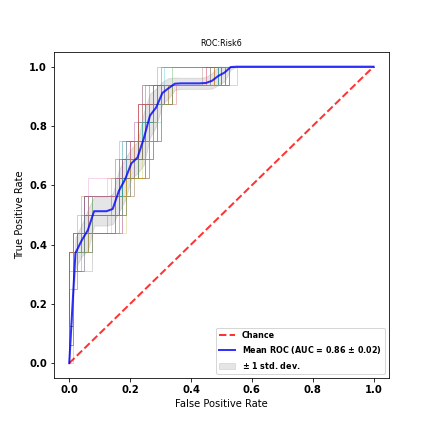 ROC:Risk6
1.0
0.8
0.6
0.4
0.2
0.0
True Positive Rate
Chance
Mean ROC (AUC = 0.86 ± 0.02)
± 1 std. dev.
0.0 0.2 0.4 0.6 0.8 1.0
False Positive Rate